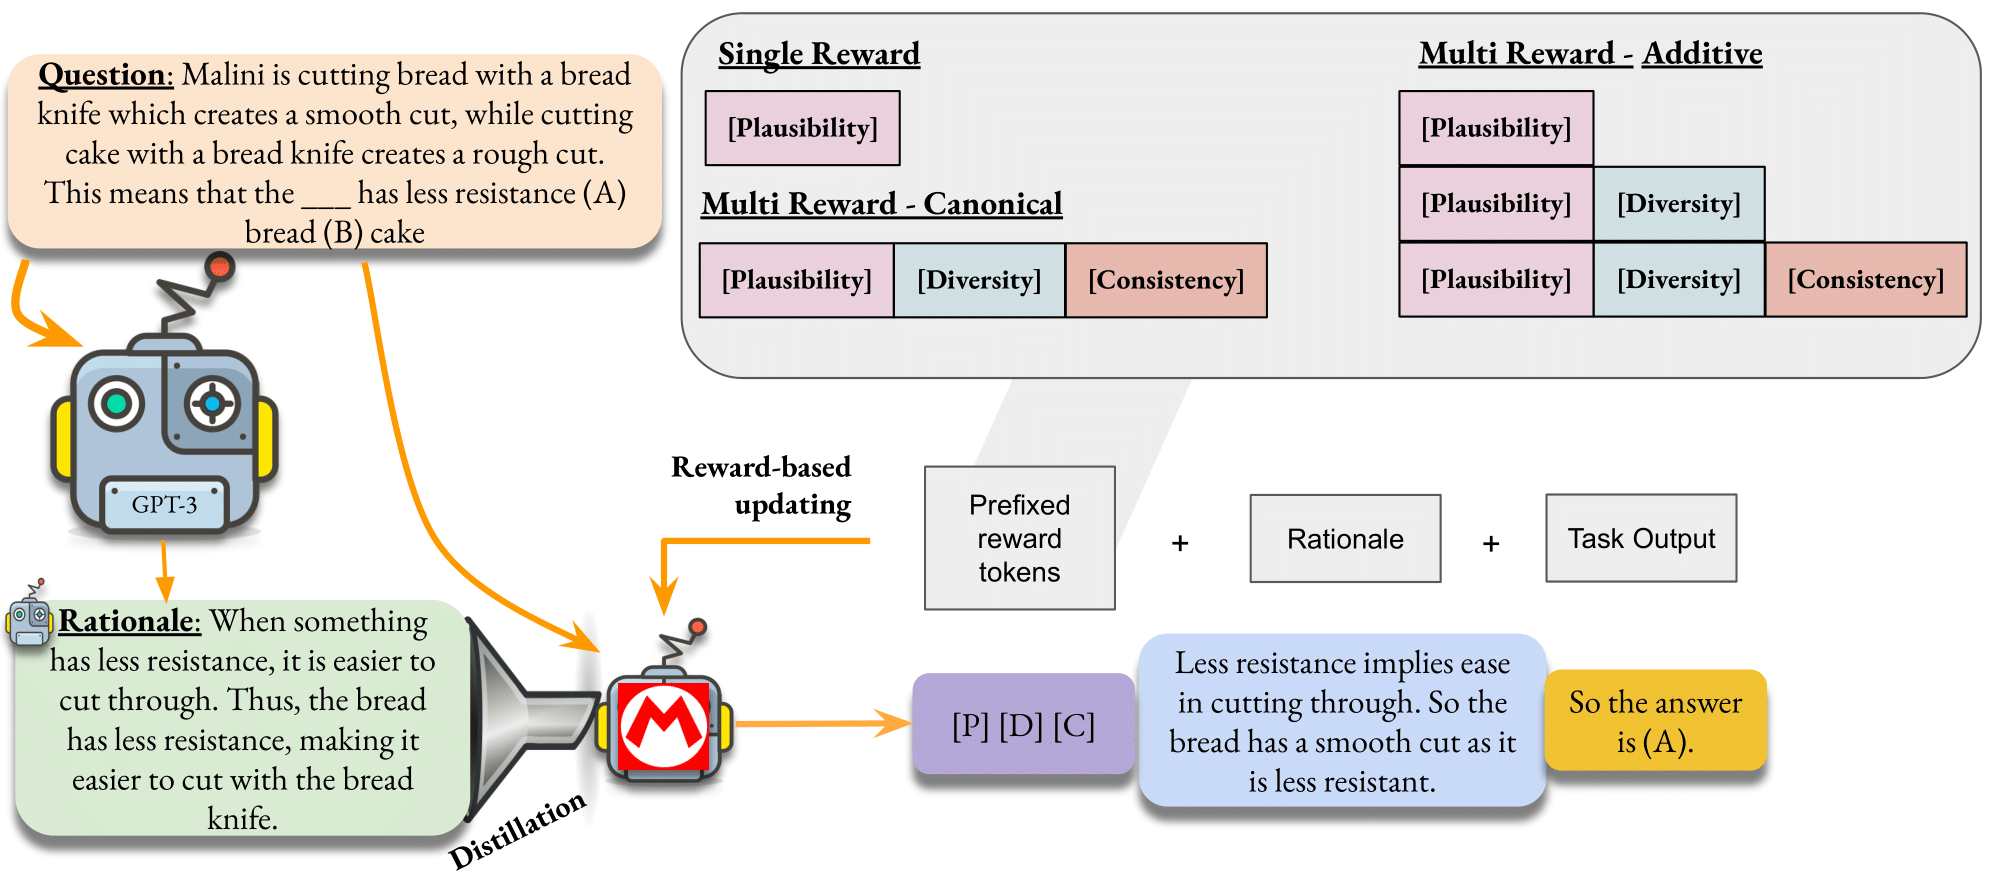 Question: Malini is cutting bread with a bread
knife which creates a smooth cut, while cutting
cake with a bread knife creates a rough cut.
This means that the ___ has less resistance (A)
bread (B) cake
GPT-3
Rationale: When something
has less resistance, it is easier to
cut through. Thus, the bread
has less resistance, making it
easier to cut with the bread
knife.
Distillation
Single Reward
[Plausibility]
Multi Reward - Canonical
[Plausibility] [Diversity] [Consistency]
Multi Reward - Additive
[Plausibility]
[Plausibility] [Diversity]
[Plausibility] [Diversity] [Consistency]
Reward-based
updating
Prefixed
reward
tokens
+
Rationale
+
Task Output
M
[P] [D] [C]
Less resistance implies ease
in cutting through. So the
bread has a smooth cut as it
is less resistant.
So the answer
is (A).